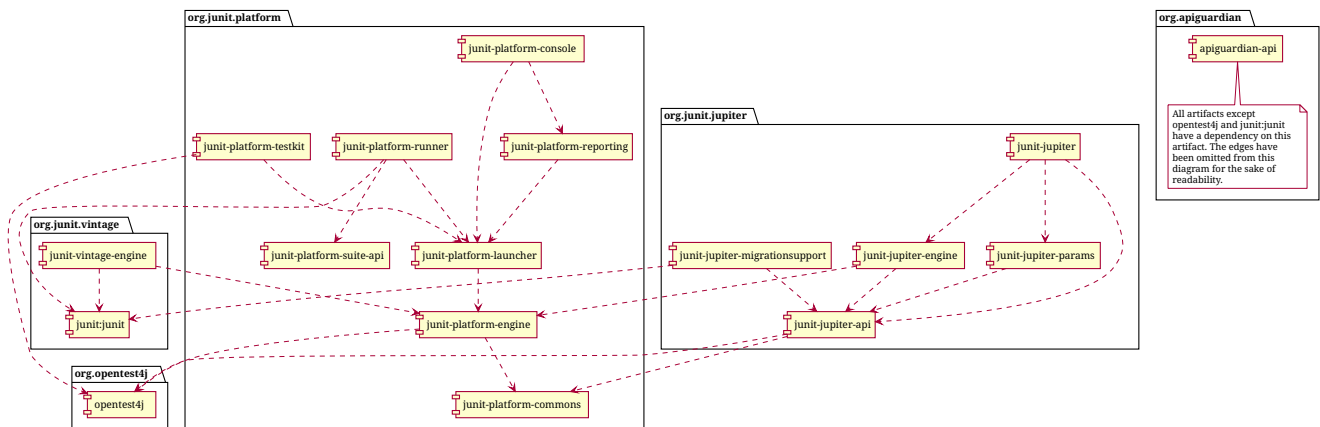 org.junit.platform
org.apiguardian
junit-platform-console
apiguardian-api
All artifacts except
opentest4j and junit:junit
have a dependency on this
artifact. The edges have
been omitted from this
diagram for the sake of
readability.
org.junit.jupiter
junit-platform-testkit
junit-platform-runner
junit-platform-reporting
junit-jupiter
org.junit.vintage
junit-vintage-engine
junit-platform-suite-api
junit-platform-launcher
junit-jupiter-migrationsupport
junit-jupiter-engine
junit-jupiter-params
junit:junit
junit-platform-engine
junit-jupiter-api
org.opentest4j
opentest4j
junit-platform-commons